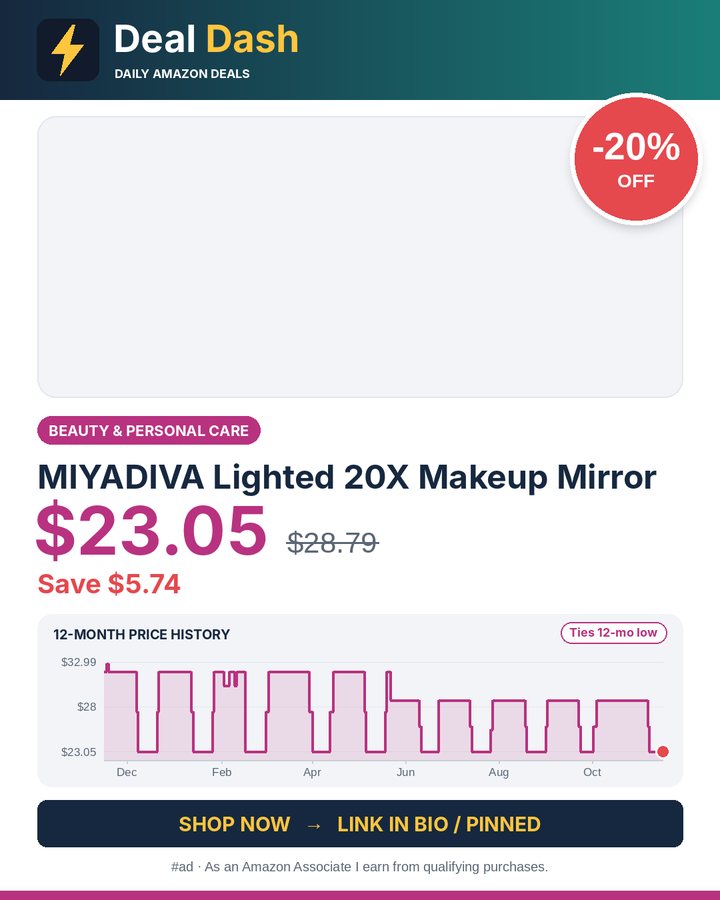 Deal Dash
DAILY AMAZON DEALS
-20%
OFF
BEAUTY & PERSONAL CARE
MIYADIVA Lighted 20X Makeup Mirror
$23.05 $28.79
Save $5.74
12-MONTH PRICE HISTORY
Ties 12-mo low
$32.99
$28
$23.05
Dec Feb Apr Jun Aug Oct
SHOP NOW → LINK IN BIO / PINNED
#ad · As an Amazon Associate I earn from qualifying purchases.